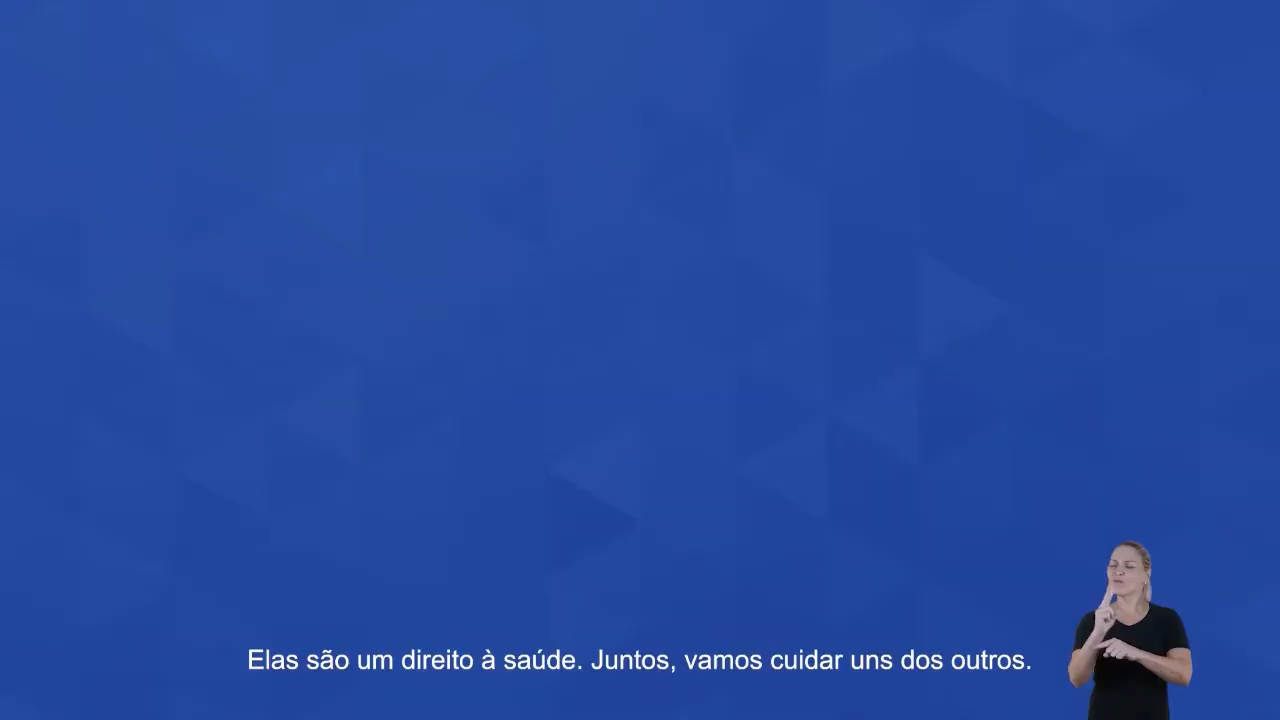 Elas são um direito à saúde. Juntos, vamos cuidar uns dos outros.